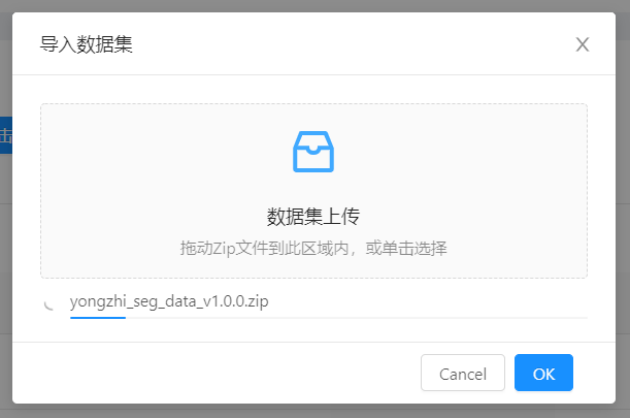 导入数据集
击
数据集上传
拖动Zip文件到此区域内，或单击选择
yongzhi_seg_data_v1.0.0.zip
Cancel
OK